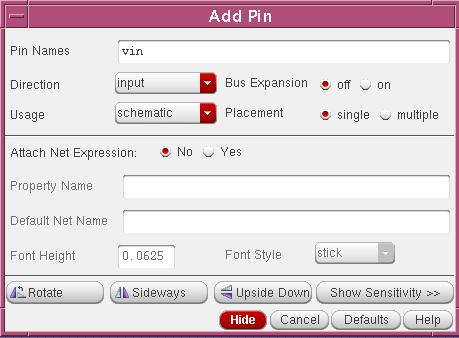 Add Pin
Pin Names vin
Direction input Bus Expansion off on
Usage schematic Placement single multiple
Attach Net Expression: No Yes
Property Name
Default Net Name
Font Height 0.0625 Font Style stick
Rotate Sideways Upside Down Show Sensitivity >>
Hide Cancel Defaults Help